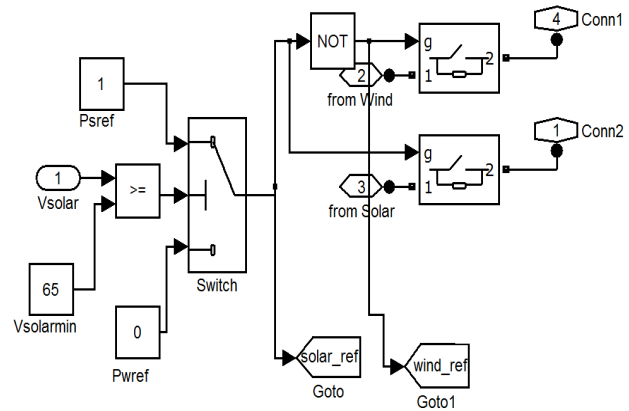 4
Conn1
NOT
g
1
2
2
from Wind
1
Psref
1
Conn2
g
1
2
3
from Solar
1
Vsolar
>=
65
Vsolarmin
0
Pwref
Switch
solar_ref
Goto
wind_ref
Goto1